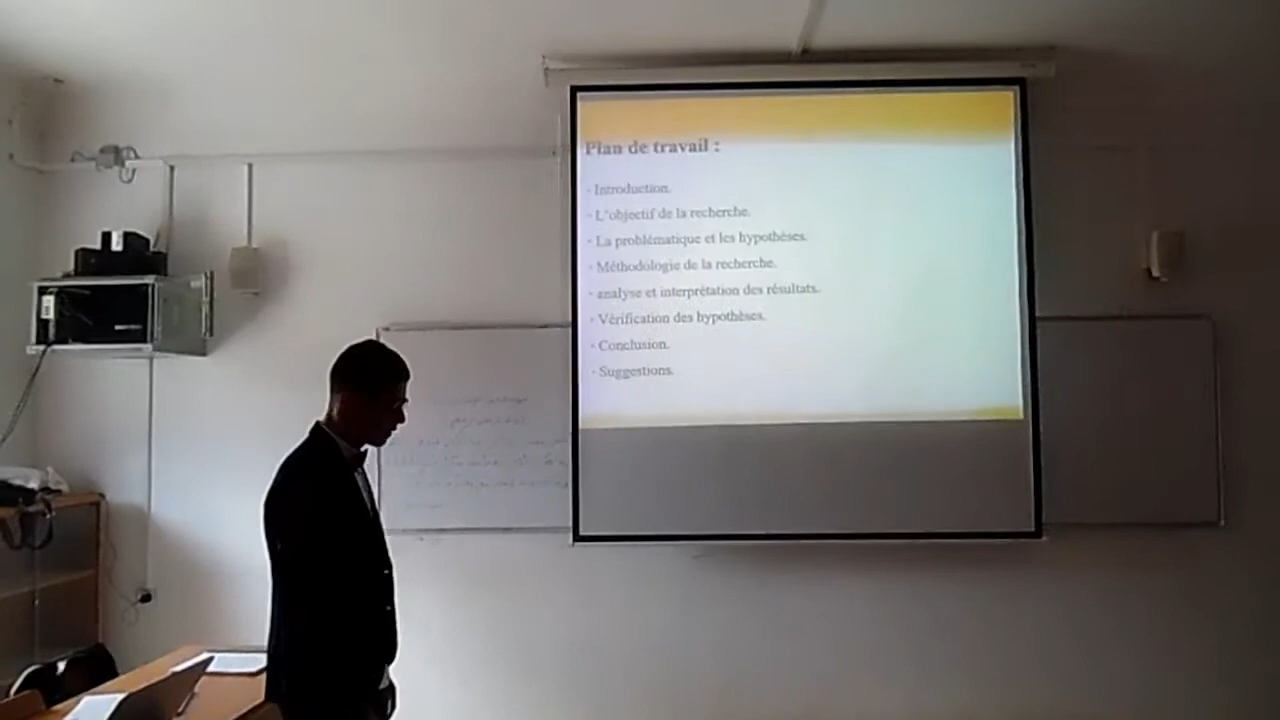 Plan de travail :
- Introduction.
- L'objectif de la recherche.
- La problématique et les hypothèses.
- Méthodologie de la recherche.
- analyse et interprétation des résultats.
- Vérification des hypothèses.
- Conclusion.
- Suggestions.